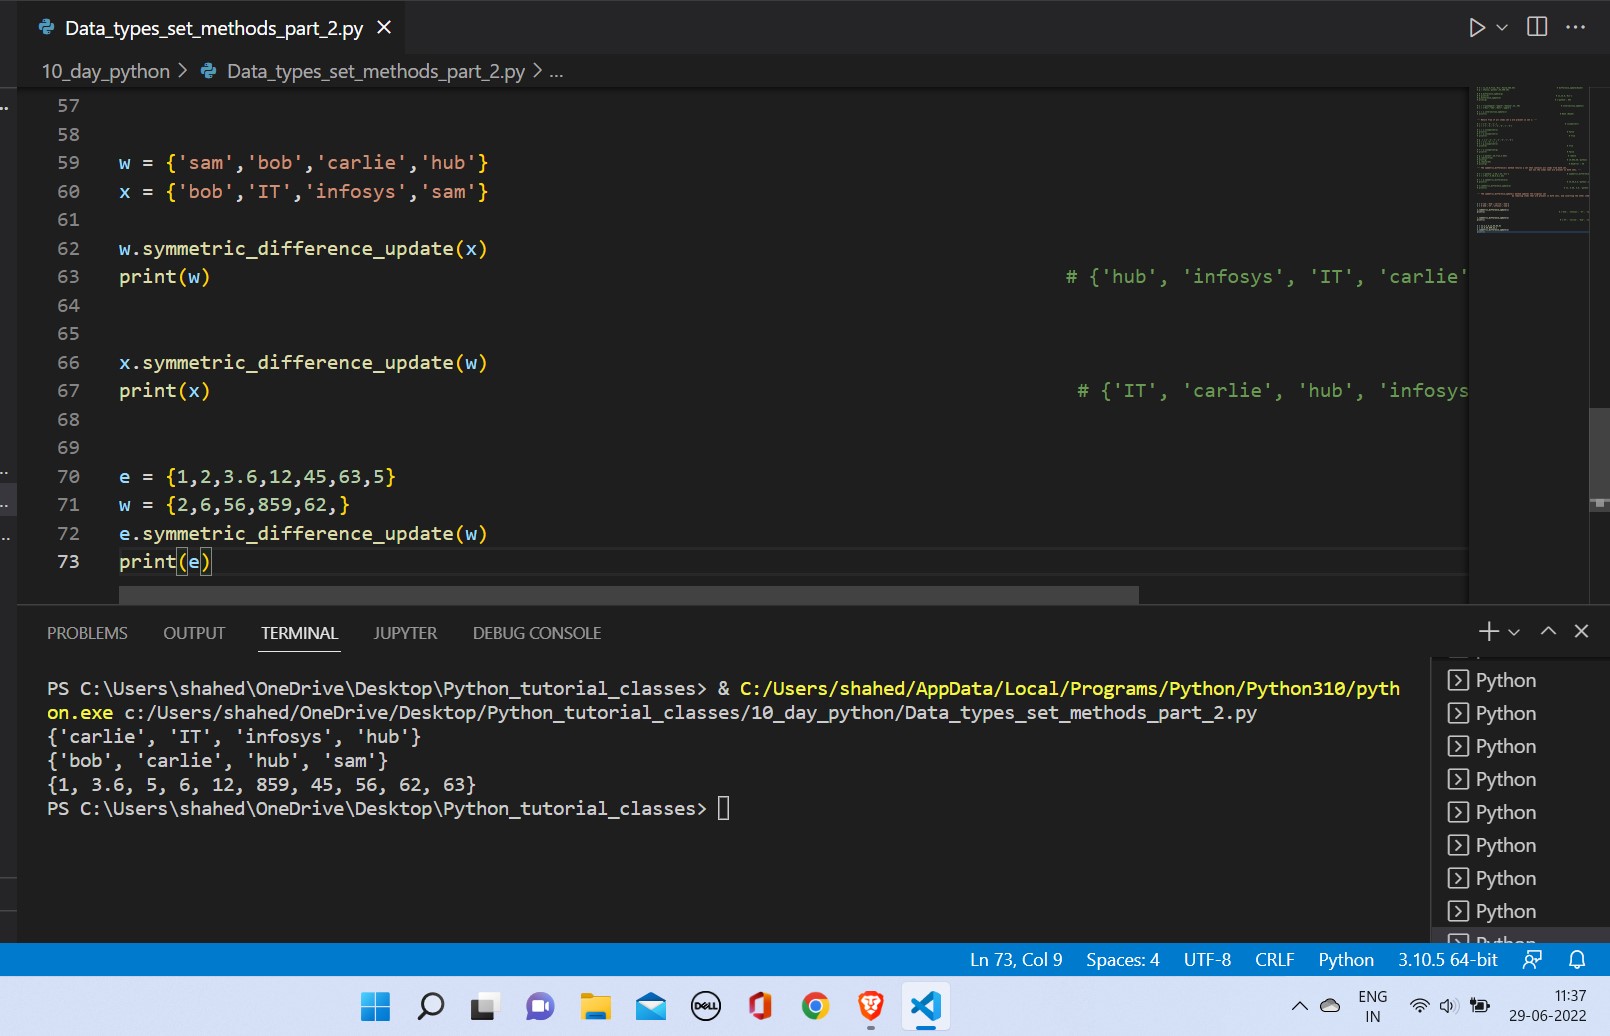 Data_types_set_methods_part_2.py
10_day_python > Data_types_set_methods_part_2.py > ...
57
58
59 w = {'sam','bob','carlie','hub'}
60 x = {'bob','IT','infosys','sam'}
61
62 w.symmetric_difference_update(x)
63 print(w) # {'hub', 'infosys', 'IT', 'carlie'
64
65
66 x.symmetric_difference_update(w)
67 print(x) # {'IT', 'carlie', 'hub', 'infosys
68
69
70 e = {1,2,3.6,12,45,63,5}
71 w = {2,6,56,859,62,}
72 e.symmetric_difference_update(w)
73 print(e)
PROBLEMS OUTPUT TERMINAL JUPYTER DEBUG CONSOLE
PS C:\Users\shahed\OneDrive\Desktop\Python_tutorial_classes> & C:/Users/shahed/AppData/Local/Programs/Python/Python310/pyth
on.exe c:/Users/shahed/OneDrive/Desktop/Python_tutorial_classes/10_day_python/Data_types_set_methods_part_2.py
{'carlie', 'IT', 'infosys', 'hub'}
{'bob', 'carlie', 'hub', 'sam'}
{1, 3.6, 5, 6, 12, 859, 45, 56, 62, 63}
PS C:\Users\shahed\OneDrive\Desktop\Python_tutorial_classes>
Python
Python
Python
Python
Python
Python
Python
Python
Python
Ln 73, Col 9 Spaces: 4 UTF-8 CRLF Python 3.10.5 64-bit
DELL
ENG
IN
11:37
29-06-2022